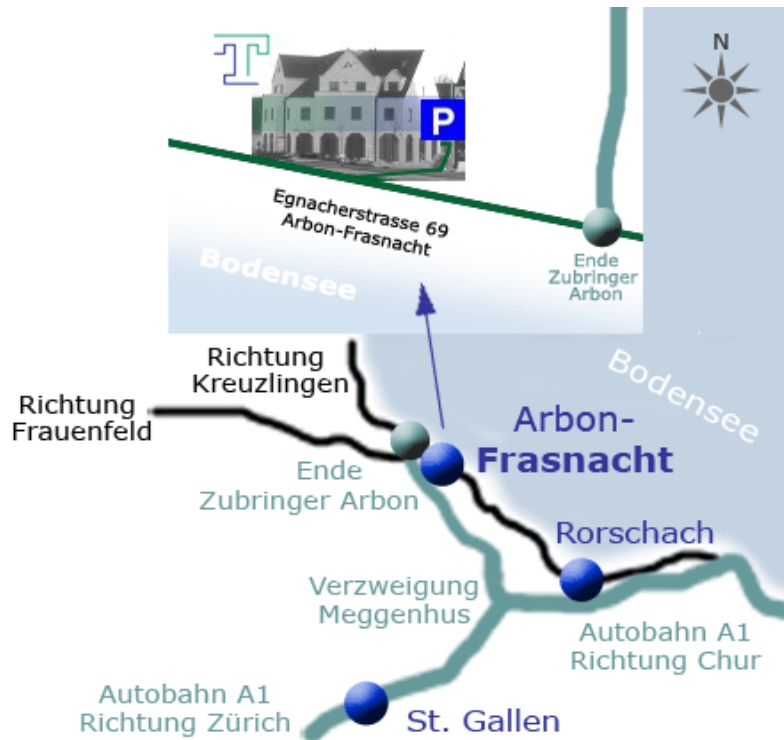 T
N
P
Egnacherstrasse 69
Arbon-Frasnacht
Bodensee
Ende
Zubringer
Arbon
Richtung
Kreuzlingen
Bodensee
Richtung
Frauenfeld
Arbon-
Frasnacht
Ende
Zubringer Arbon
Rorschach
Verzweigung
Meggenhus
Autobahn A1
Richtung Chur
Autobahn A1
Richtung Zürich
St. Gallen